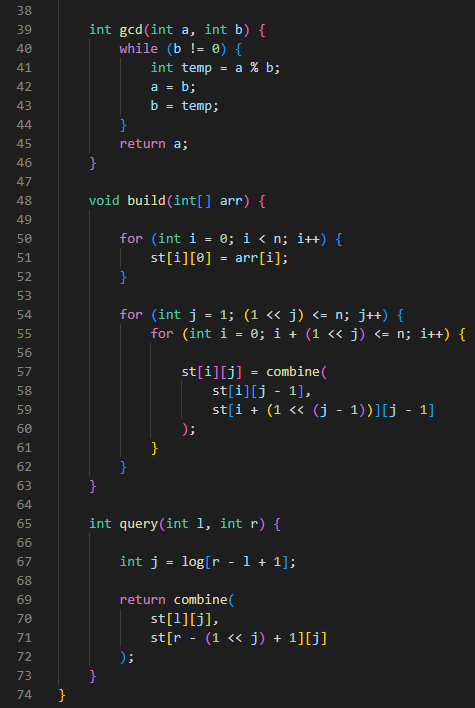 38
39     int gcd(int a, int b) {
40         while (b != 0) {
41             int temp = a % b;
42             a = b;
43             b = temp;
44         }
45         return a;
46     }
47
48     void build(int[] arr) {
49
50         for (int i = 0; i < n; i++) {
51             st[i][0] = arr[i];
52         }
53
54         for (int j = 1; (1 << j) <= n; j++) {
55             for (int i = 0; i + (1 << j) <= n; i++) {
56
57                 st[i][j] = combine(
58                     st[i][j - 1],
59                     st[i + (1 << (j - 1))][j - 1]
60                 );
61             }
62         }
63     }
64
65     int query(int l, int r) {
66
67         int j = log[r - l + 1];
68
69         return combine(
70             st[l][j],
71             st[r - (1 << j) + 1][j]
72         );
73     }
74 }